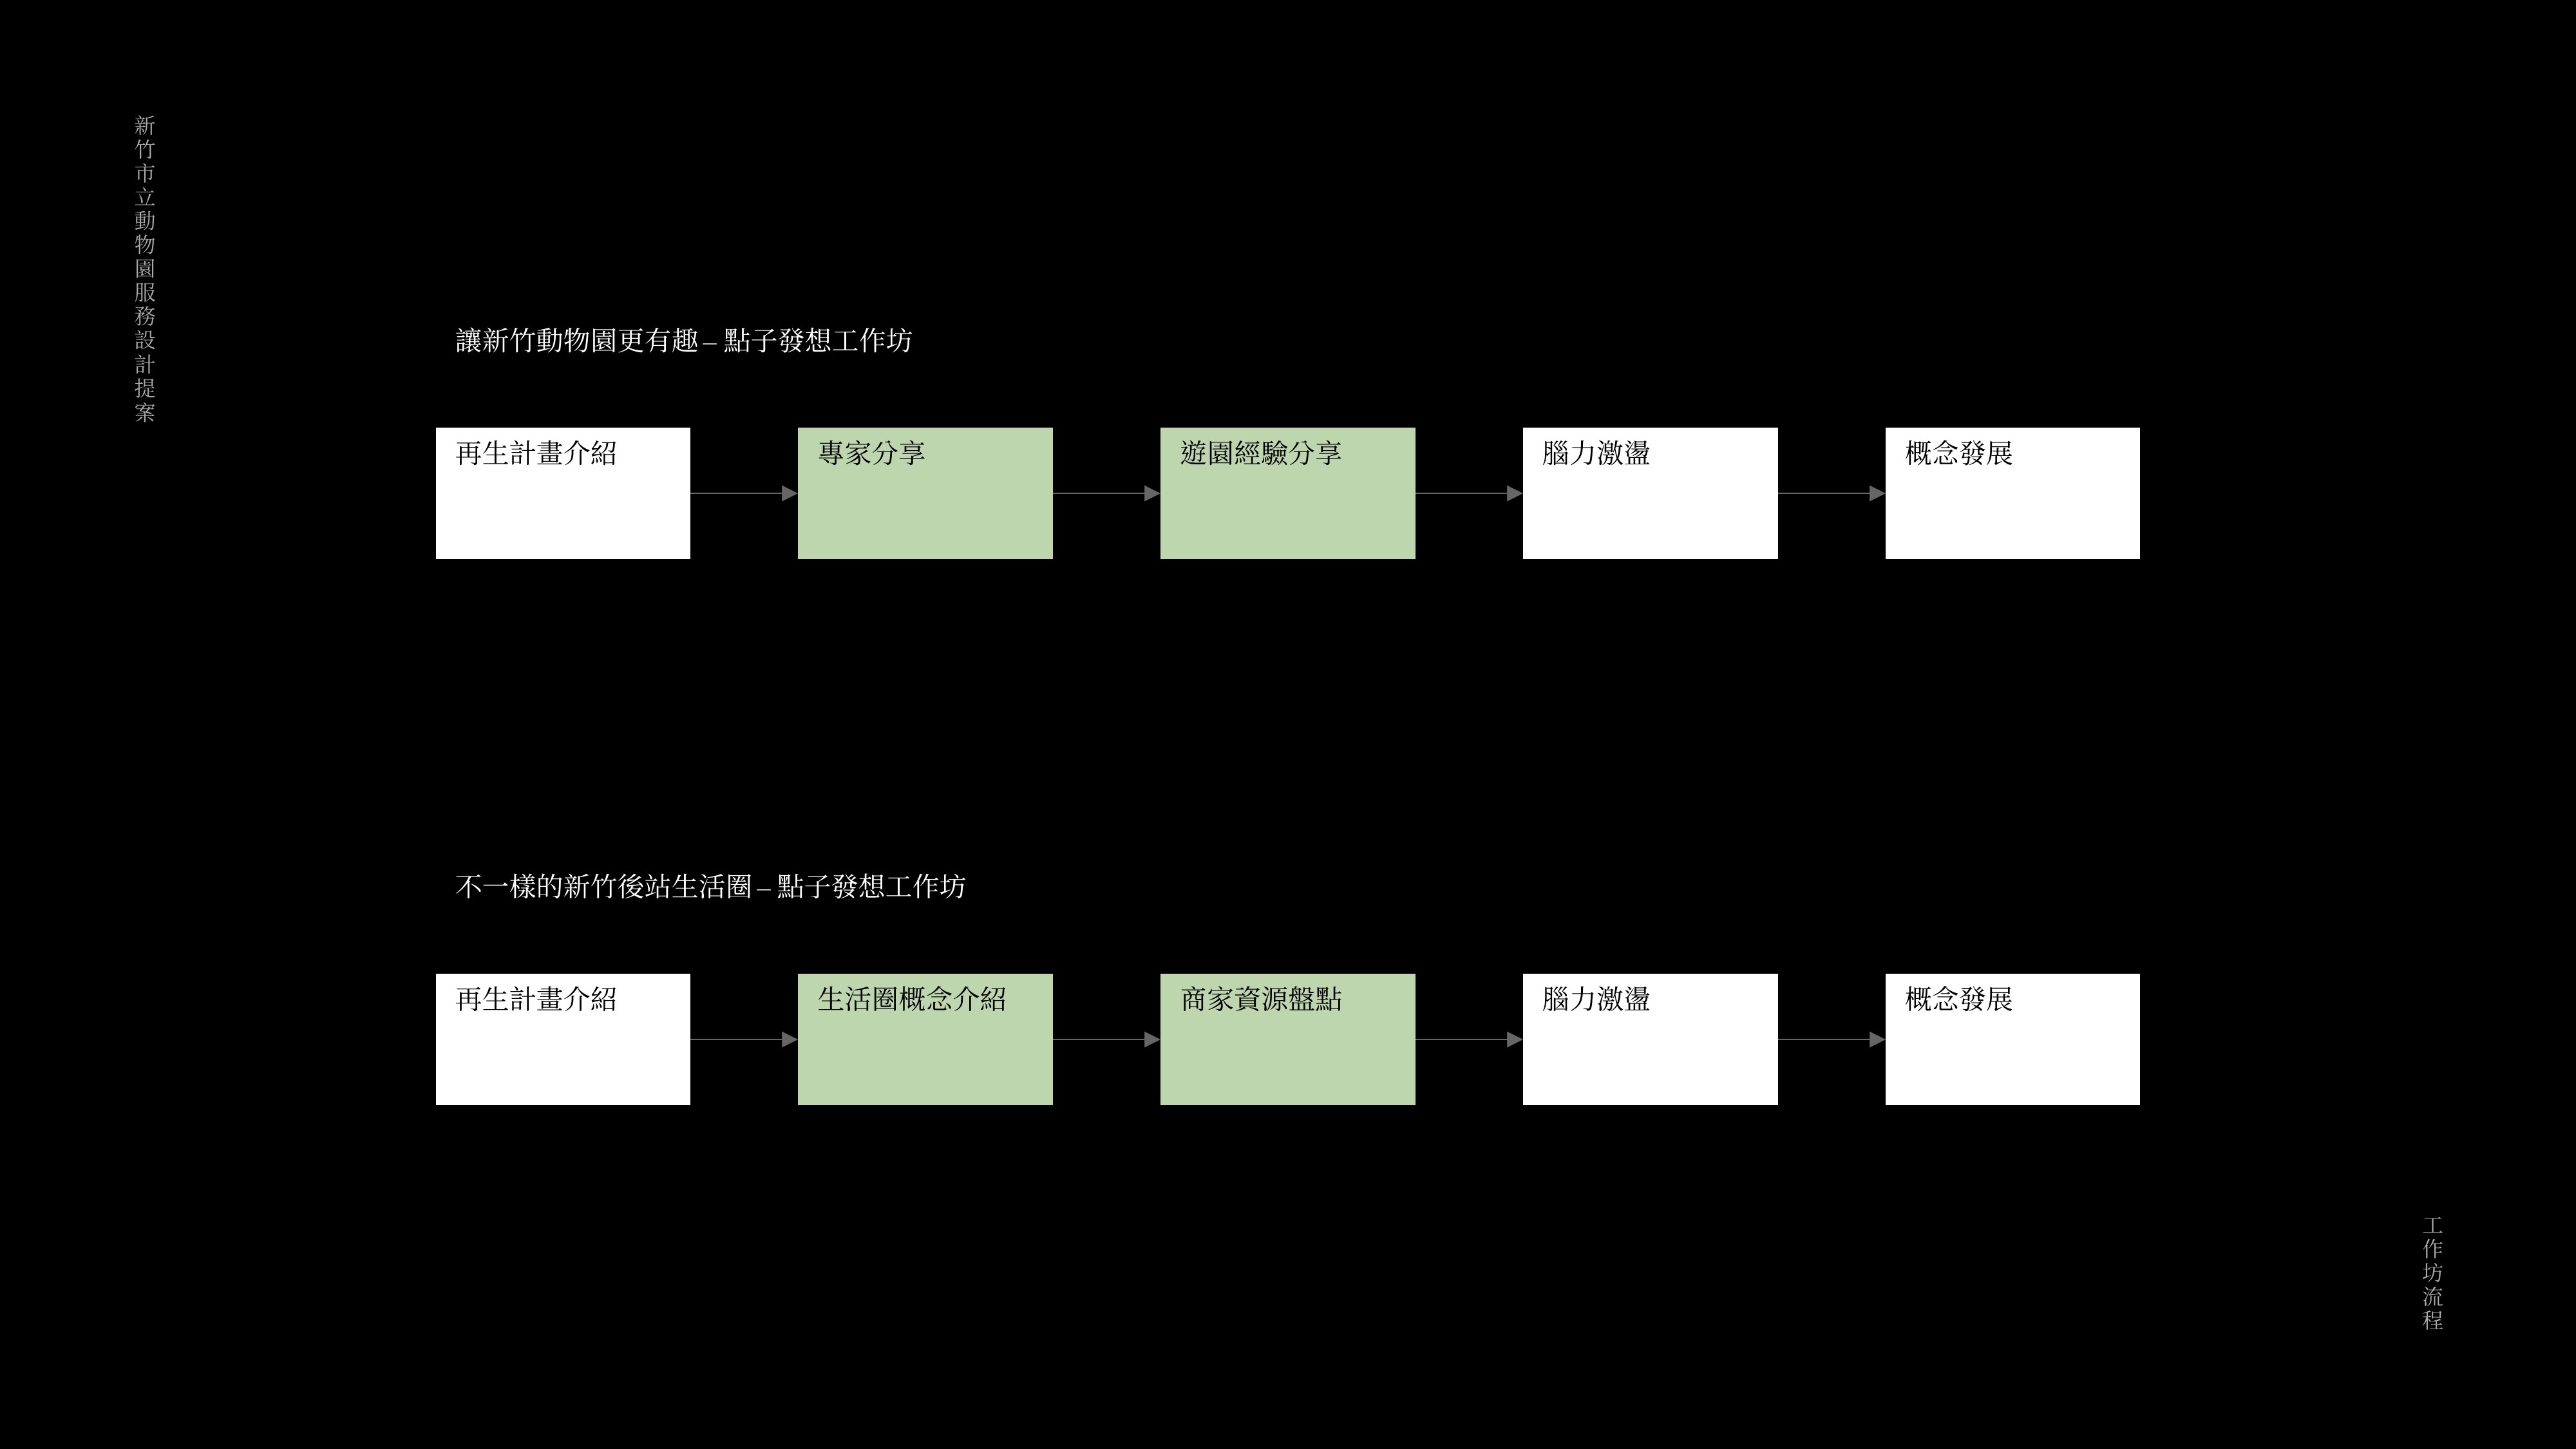 新竹市立動物園服務設計提案
讓新竹動物園更有趣 – 點子發想工作坊
再生計畫介紹
專家分享
遊園經驗分享
腦力激盪
概念發展
不一樣的新竹後站生活圈 – 點子發想工作坊
再生計畫介紹
生活圈概念介紹
商家資源盤點
腦力激盪
概念發展
工作坊流程